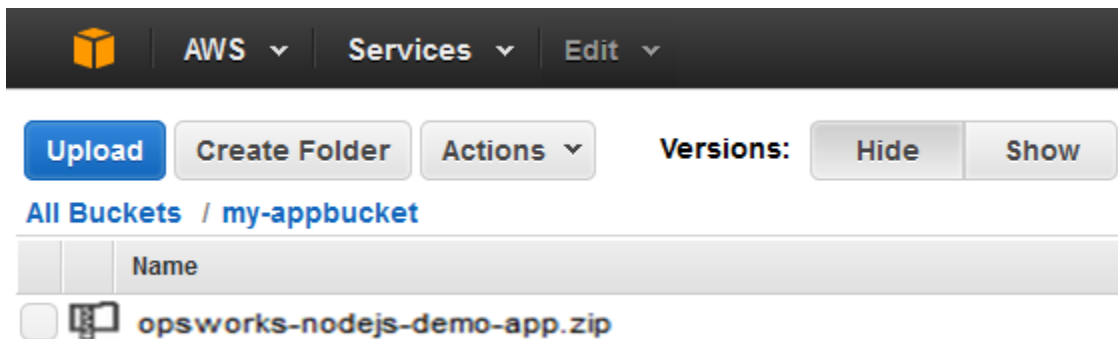 AWS Services Edit
Upload Create Folder Actions Versions: Hide Show
All Buckets / my-appbucket
Name
opsworks-nodejs-demo-app.zip